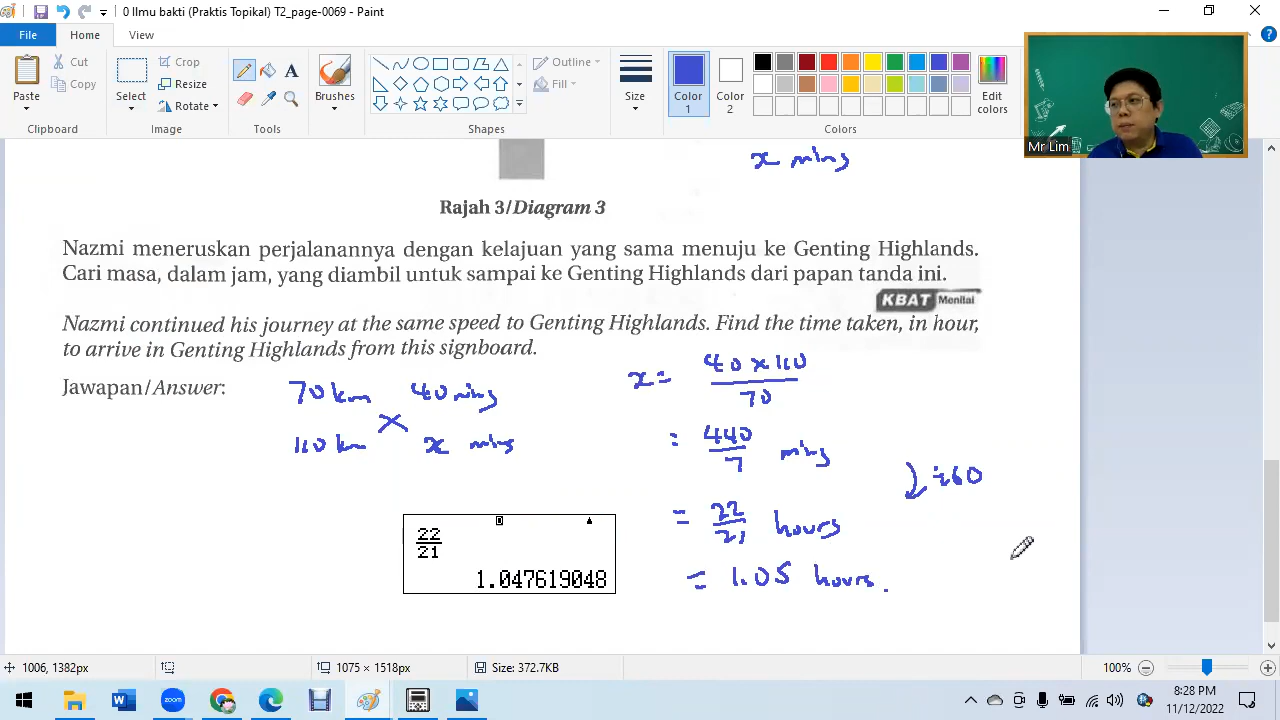 0 Ilmu bakti (Praktis Topikal) T2_page-0069 - Paint
File Home View
Paste Cut Copy Clipboard
Select Crop Resize Rotate Image
Tools
Brushes
Outline Fill Shapes
Size
Color 1 Color 2 Edit colors Colors
Mr Lim
x mins
Rajah 3/Diagram 3
Nazmi meneruskan perjalanannya dengan kelajuan yang sama menuju ke Genting Highlands.
Cari masa, dalam jam, yang diambil untuk sampai ke Genting Highlands dari papan tanda ini.
KBAT Menilai
Nazmi continued his journey at the same speed to Genting Highlands. Find the time taken, in hour,
to arrive in Genting Highlands from this signboard.
Jawapan/Answer:
70 km 40 mins
110 km x mins
x = 40 x 110 / 70
= 440/7 mins
÷60
= 22/21 hours
= 1.05 hours.
22/21
1.047619048
1006, 1382px 1075 × 1518px Size: 372.7KB 100%
zoom
8:28 PM
11/12/2022